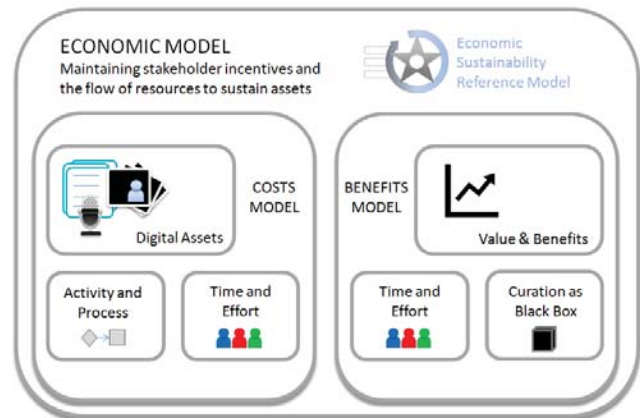 ECONOMIC MODEL
Maintaining stakeholder incentives and
the flow of resources to sustain assets
Economic
Sustainability
Reference Model
COSTS
MODEL
Digital Assets
Activity and
Process
Time and
Effort
BENEFITS
MODEL
Value & Benefits
Time and
Effort
Curation as
Black Box